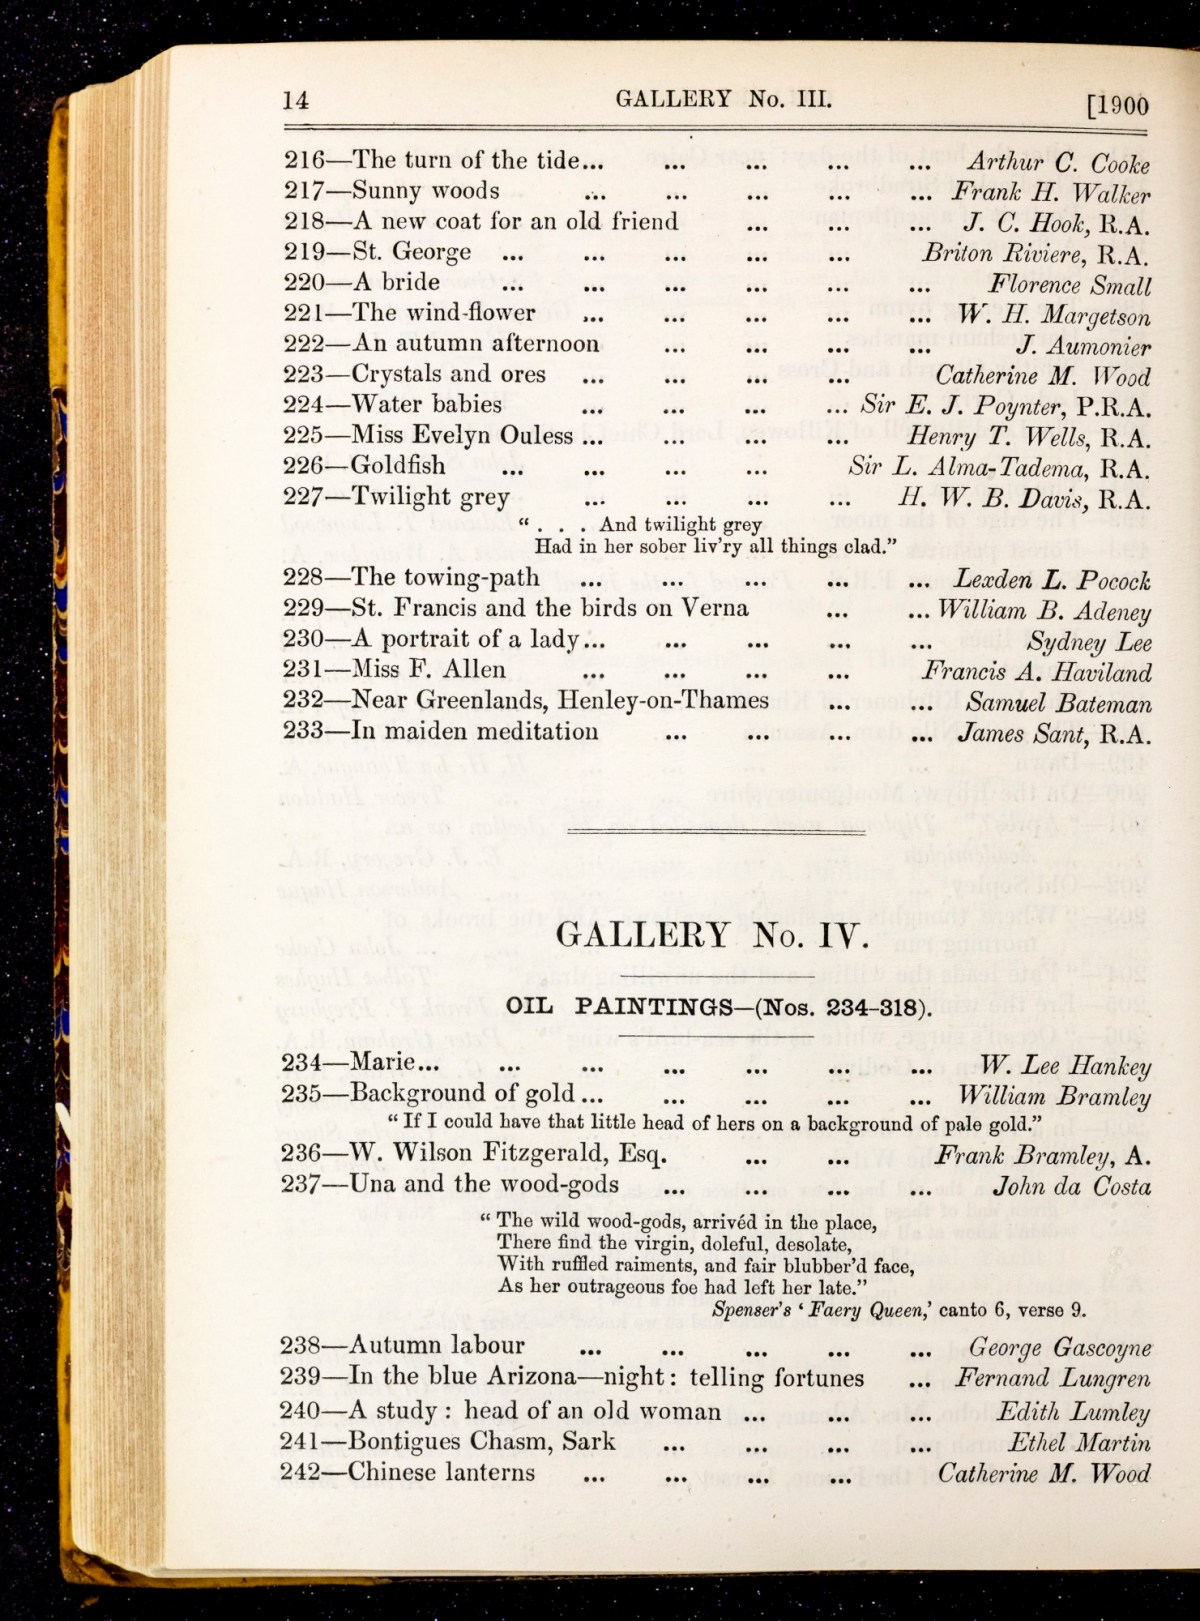 14 GALLERY No. III. [1900
216—The turn of the tide... ... ... ... ... Arthur C. Cooke
217—Sunny woods ... ... ... ... ... Frank H. Walker
218—A new coat for an old friend ... ... ... J. C. Hook, R.A.
219—St. George ... ... ... ... ... Briton Riviere, R.A.
220—A bride ... ... ... ... ... ... Florence Small
221—The wind-flower ... ... ... ... ... W. H. Margetson
222—An autumn afternoon ... ... ... ... J. Aumonier
223—Crystals and ores ... ... ... ... Catherine M. Wood
224—Water babies ... ... ... ... Sir E. J. Poynter, P.R.A.
225—Miss Evelyn Ouless ... ... ... ... Henry T. Wells, R.A.
226—Goldfish ... ... ... ... Sir L. Alma-Tadema, R.A.
227—Twilight grey ... ... ... ... H. W. B. Davis, R.A.
" . . . And twilight grey
Had in her sober liv'ry all things clad."
228—The towing-path ... ... ... ... ... Lexden L. Pocock
229—St. Francis and the birds on Verna ... ... William B. Adeney
230—A portrait of a lady... ... ... ... ... Sydney Lee
231—Miss F. Allen ... ... ... ... Francis A. Haviland
232—Near Greenlands, Henley-on-Thames ... ... Samuel Bateman
233—In maiden meditation ... ... ... ... James Sant, R.A.
GALLERY No. IV.
OIL PAINTINGS—(Nos. 234-318).
234—Marie... ... ... ... ... ... ... W. Lee Hankey
235—Background of gold ... ... ... ... ... William Bramley
" If I could have that little head of hers on a background of pale gold."
236—W. Wilson Fitzgerald, Esq. ... ... Frank Bramley, A.
237—Una and the wood-gods ... ... ... ... John da Costa
" The wild wood-gods, arrivéd in the place,
There find the virgin, doleful, desolate,
With ruffled raiments, and fair blubber'd face,
As her outrageous foe had left her late."
Spenser's ' Faery Queen,' canto 6, verse 9.
238—Autumn labour ... ... ... ... ... George Gascoyne
239—In the blue Arizona—night: telling fortunes ... Fernand Lungren
240—A study : head of an old woman ... ... ... Edith Lumley
241—Bontigues Chasm, Sark ... ... ... ... Ethel Martin
242—Chinese lanterns ... ... ... ... Catherine M. Wood